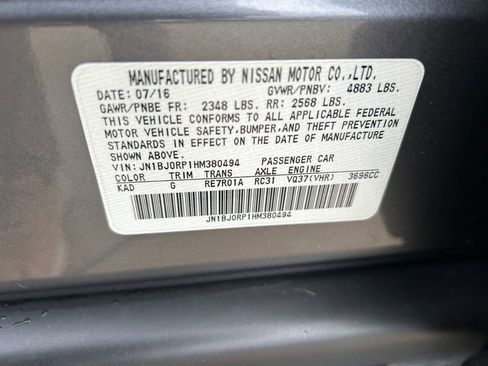 MANUFACTURED BY NISSAN MOTOR CO.,LTD.
DATE: 07/16 GVWR/PNBV: 4883 LBS.
GAWR/PNBE FR: 2348 LBS. RR: 2568 LBS.
THIS VEHICLE CONFORMS TO ALL APPLICABLE FEDERAL
MOTOR VEHICLE SAFETY,BUMPER,AND THEFT PREVENTION
STANDARDS IN EFFECT ON THE DATE OF MANUFACTURE
SHOWN ABOVE.
VIN: JN1BJ0RP1HM380494 PASSENGER CAR
COLOR TRIM TRANS AXLE ENGINE
KAD G RE7R01A RC31 VQ37(VHR) 3696CC
JN1BJ0RP1HM380494